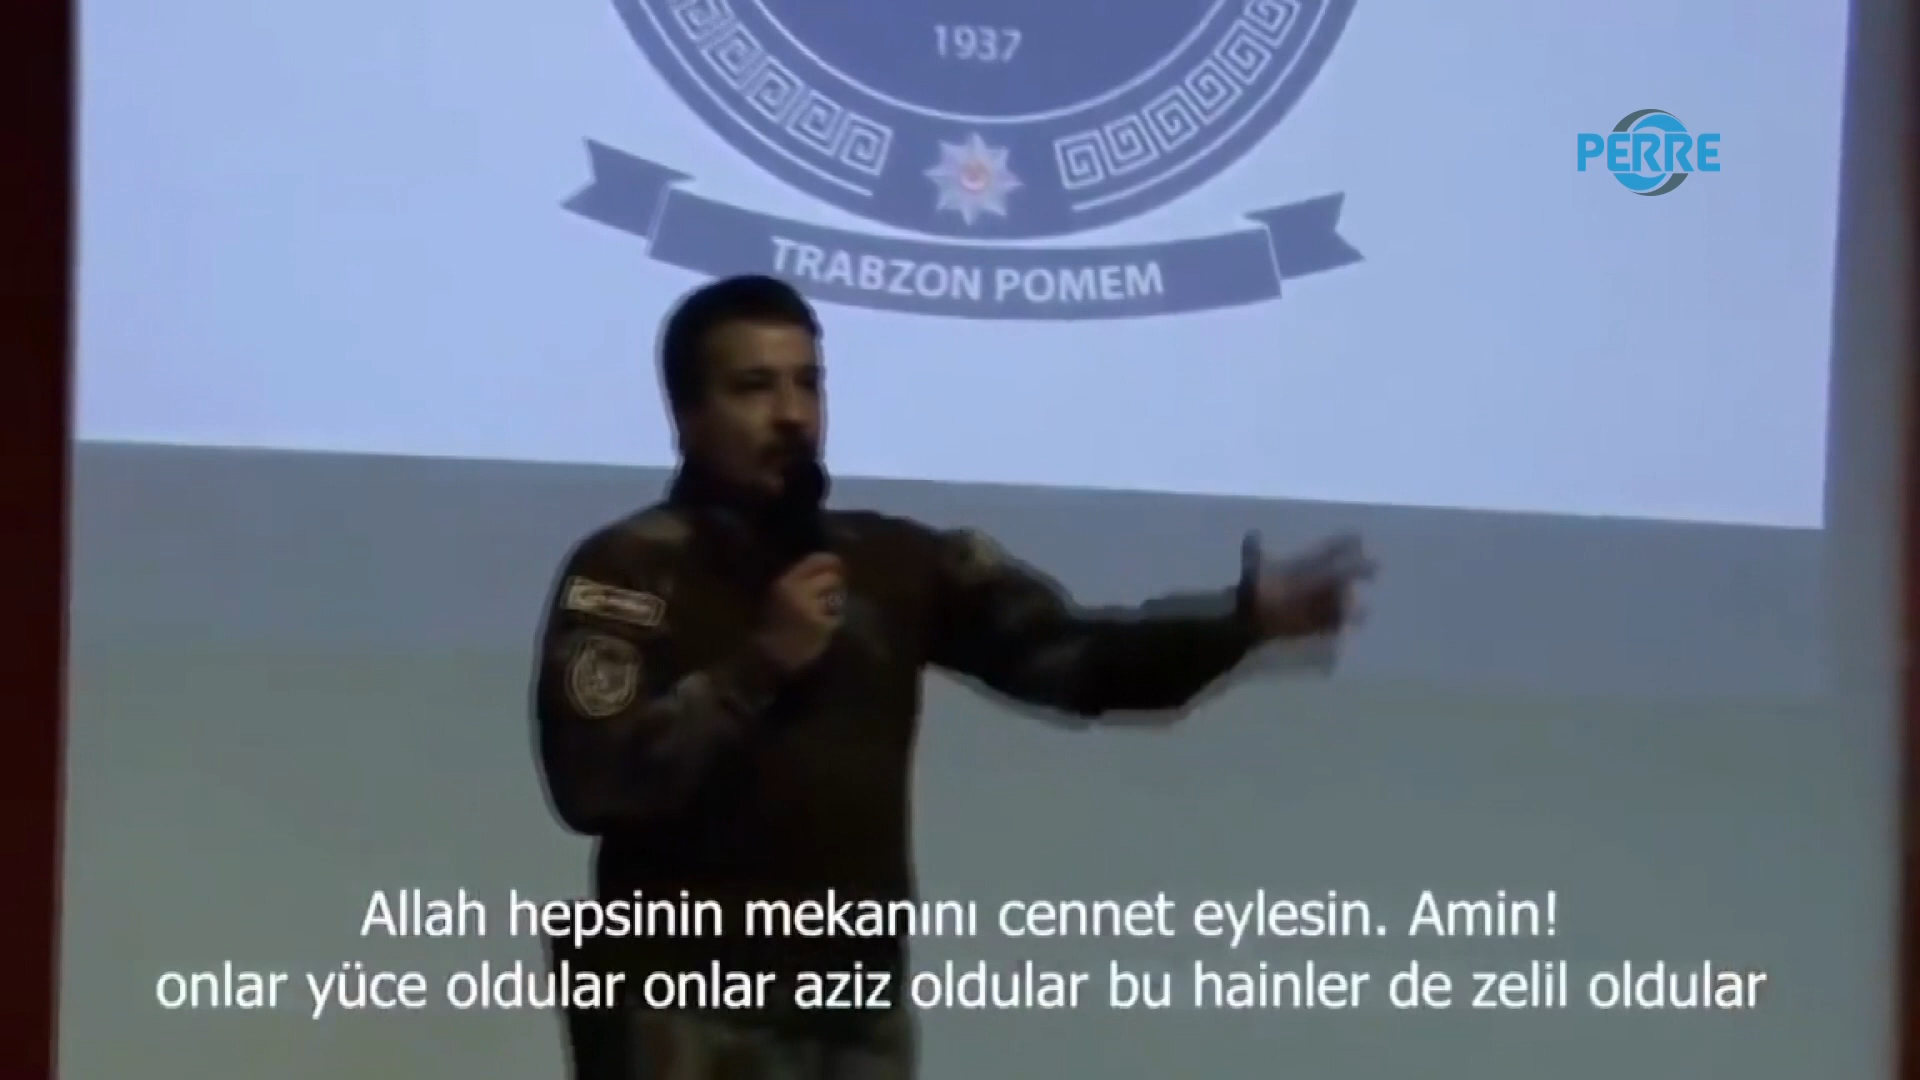 1937
PERRE
TRABZON POMEM
Allah hepsinin mekanını cennet eylesin. Amin!
onlar yüce oldular onlar aziz oldular bu hainler de zelil oldular